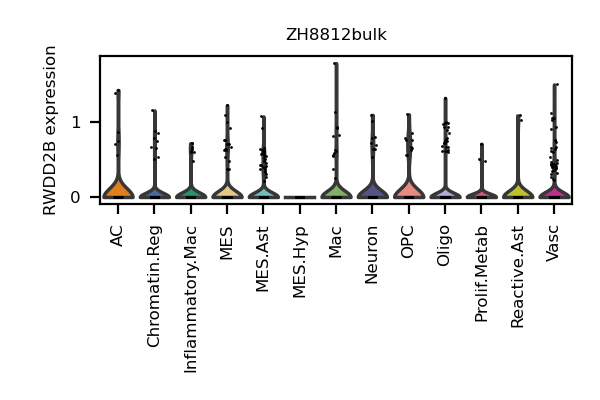 ZH8812bulk
RWDD2B expression
1
0
AC
Chromatin.Reg
Inflammatory.Mac
MES
MES.Ast
MES.Hyp
Mac
Neuron
OPC
Oligo
Prolif.Metab
Reactive.Ast
Vasc